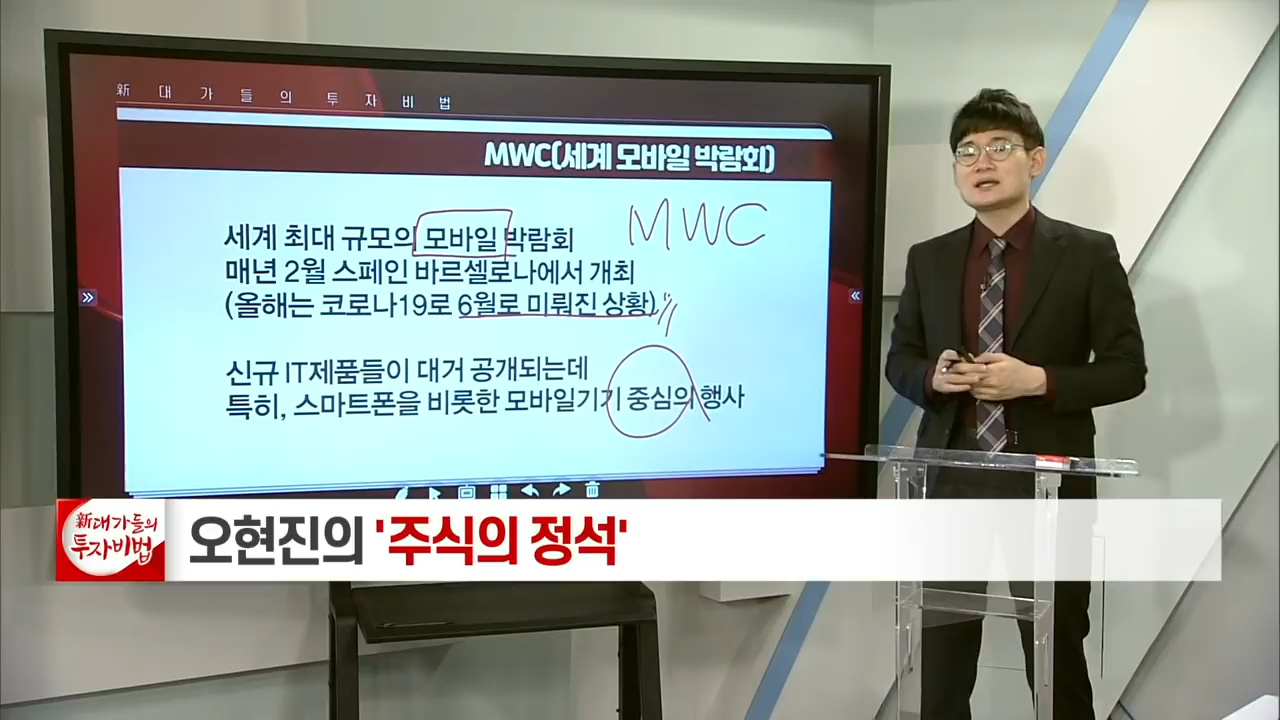 新 대 가 들 의 투 자 비 법
MWC(세계 모바일 박람회)
세계 최대 규모의 모바일 박람회
MWC
매년 2월 스페인 바르셀로나에서 개최
(올해는 코로나19로 6월로 미뤄진 상황)
신규 IT제품들이 대거 공개되는데
특히, 스마트폰을 비롯한 모바일기기 중심의 행사
新대가들의
투자비법
오현진의 '주식의 정석'